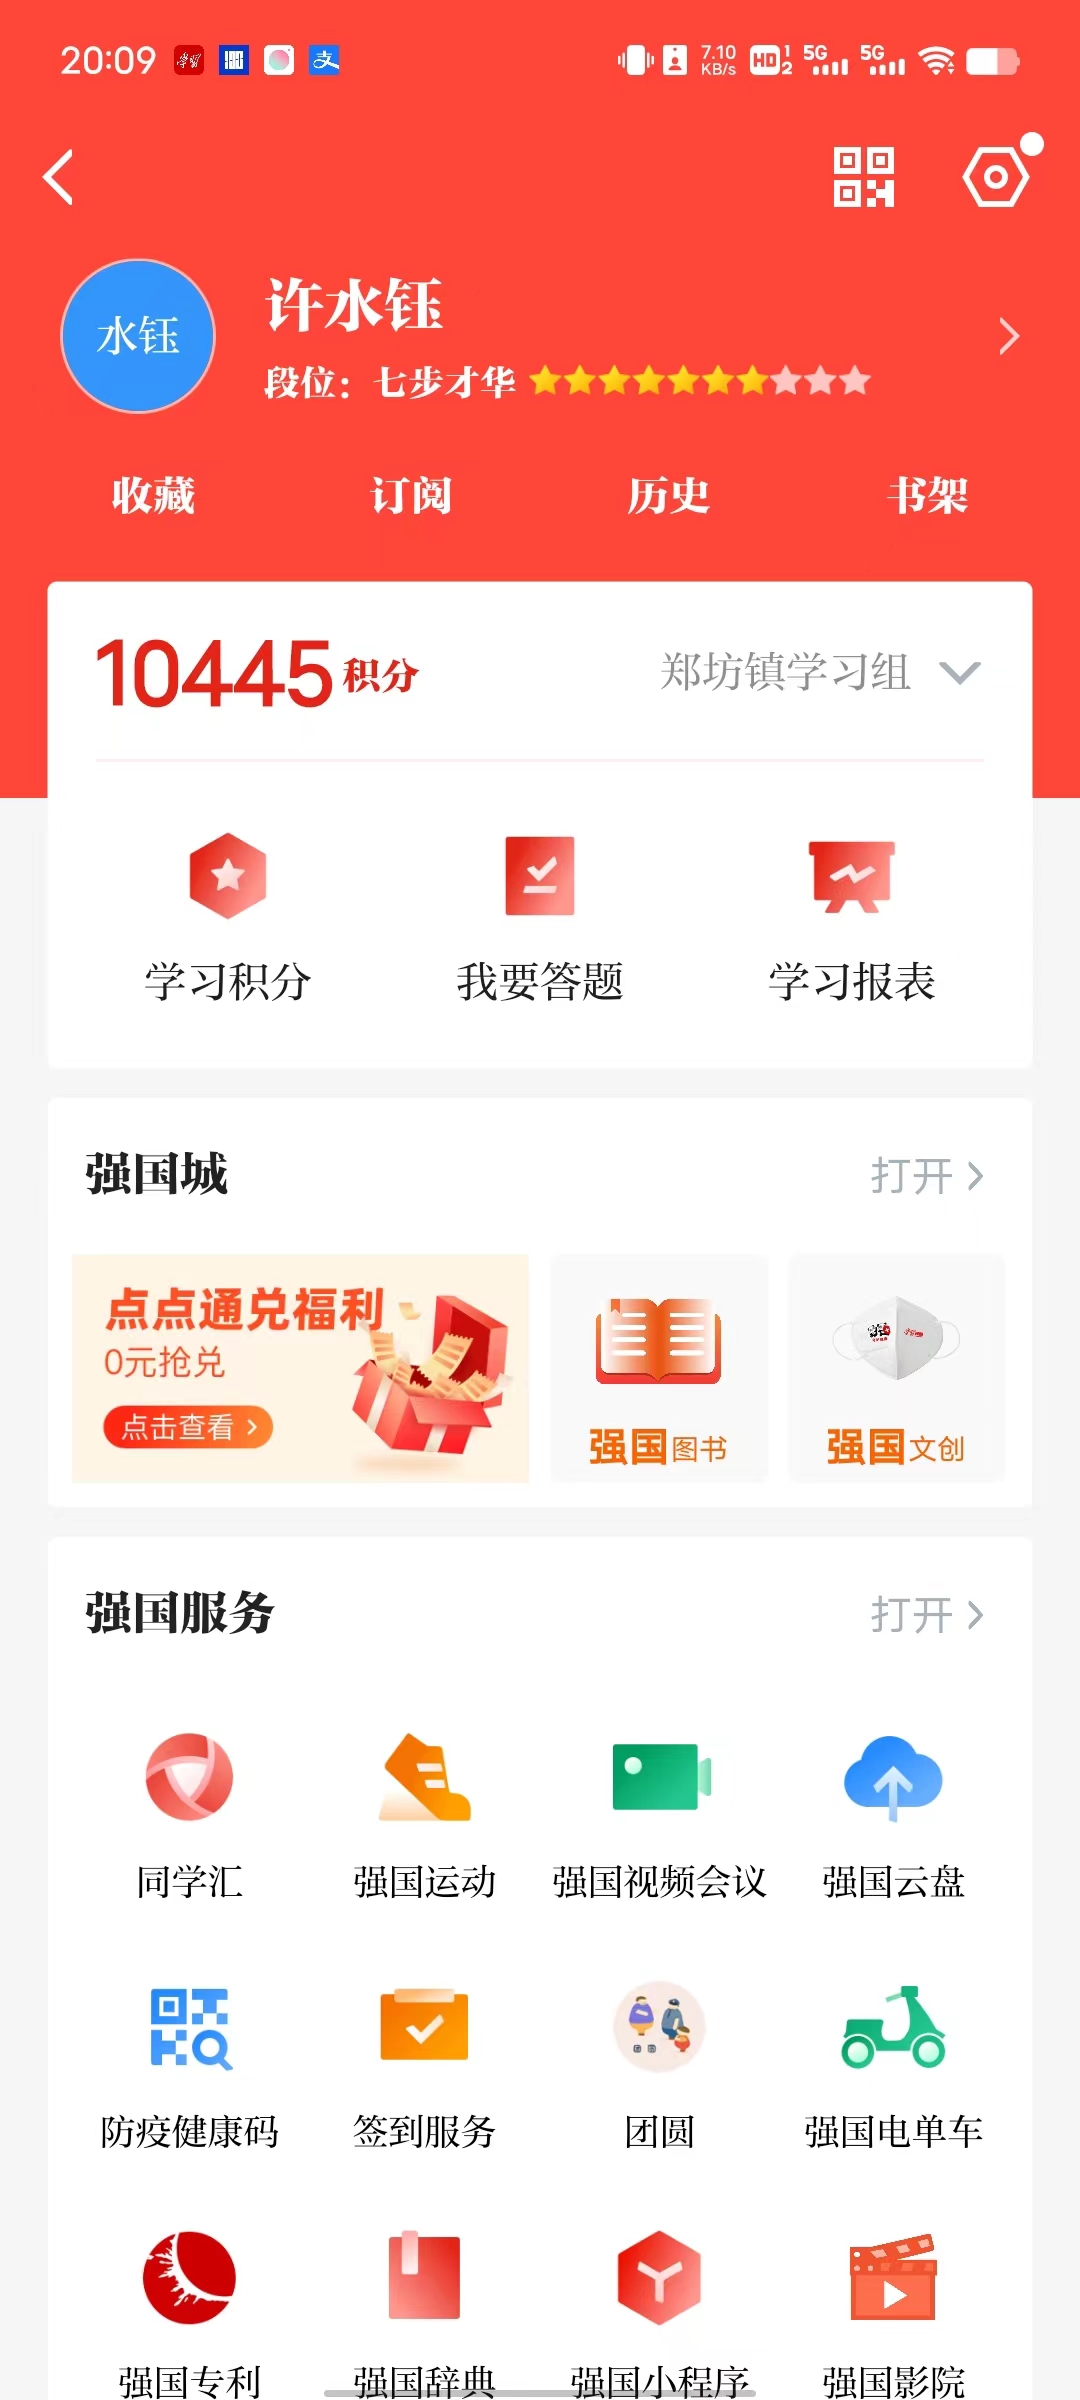 20:09
7.10 KB/s
HD 1 2
5G
5G
许水钰
水钰
段位：七步才华
收藏
订阅
历史
书架
10445积分
郑坊镇学习组
学习积分
我要答题
学习报表
强国城
打开
点点通兑福利
0元抢兑
点击查看
强国图书
强国文创
强国服务
打开
同学汇
强国运动
强国视频会议
强国云盘
防疫健康码
签到服务
团圆
强国电单车
强国专利
强国辞典
强国小程序
强国影院